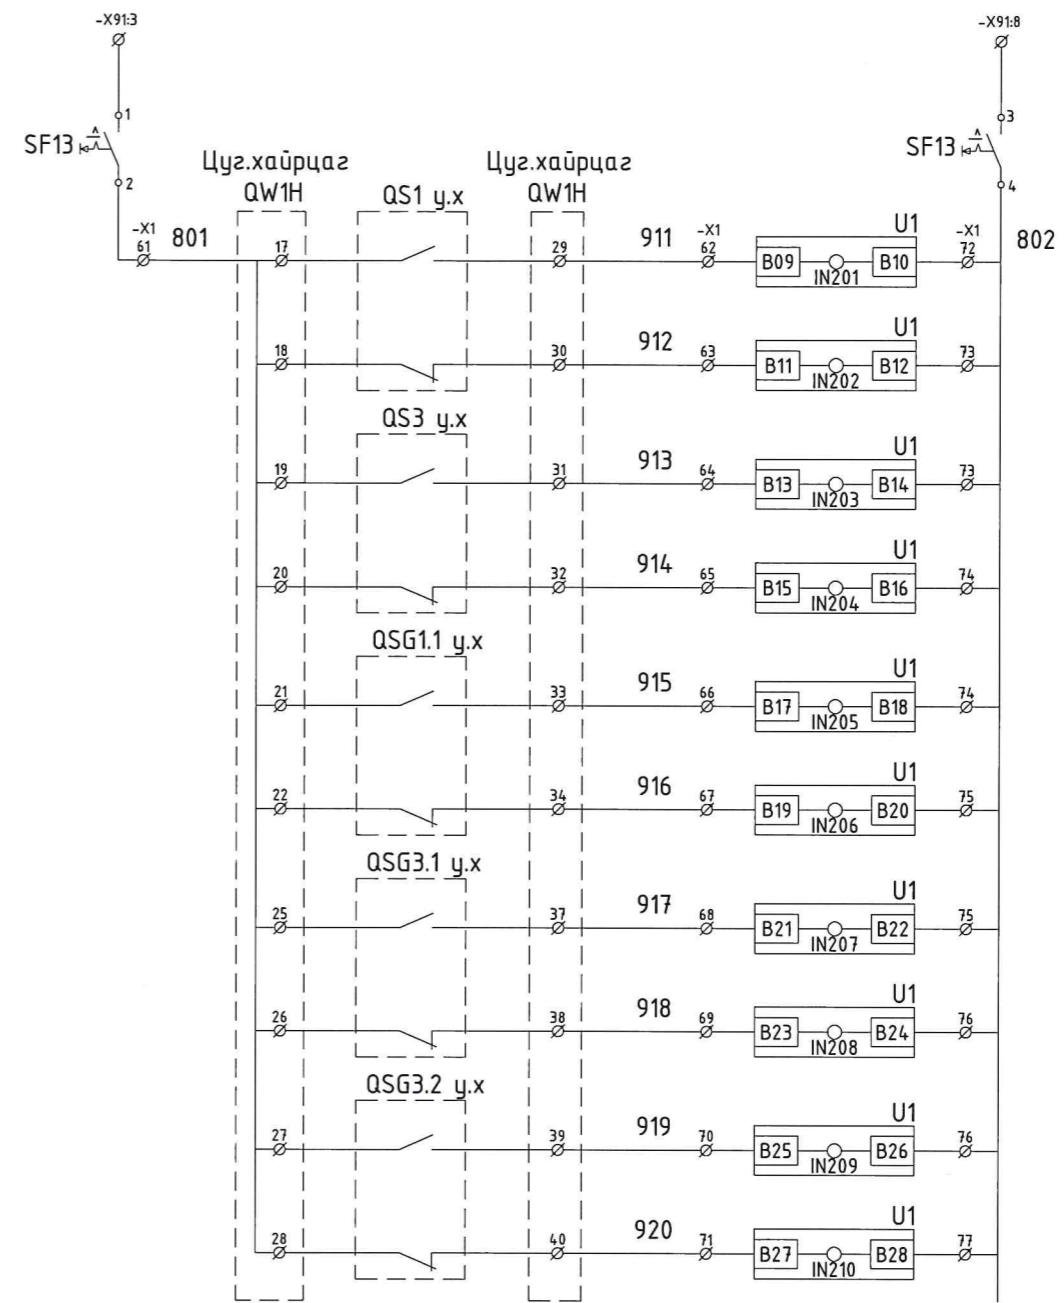 -X91:3
-X91:8
1
3
SF13
SF13
2
4
Цуг.хайрцаг
QW1H
QS1 у.х
Цуг.хайрцаг
QW1H
-X1
61
801
17
29
911
-X1
62
U1
B09
IN201
B10
-X1
72
802
18
30
912
63
U1
B11
IN202
B12
73
QS3 у.х
19
31
913
64
U1
B13
IN203
B14
73
20
32
914
65
U1
B15
IN204
B16
74
QSG1.1 у.х
21
33
915
66
U1
B17
IN205
B18
74
22
34
916
67
U1
B19
IN206
B20
75
QSG3.1 у.х
25
37
917
68
U1
B21
IN207
B22
75
26
38
918
69
U1
B23
IN208
B24
76
QSG3.2 у.х
27
39
919
70
U1
B25
IN209
B26
76
28
40
920
71
U1
B27
IN210
B28
77